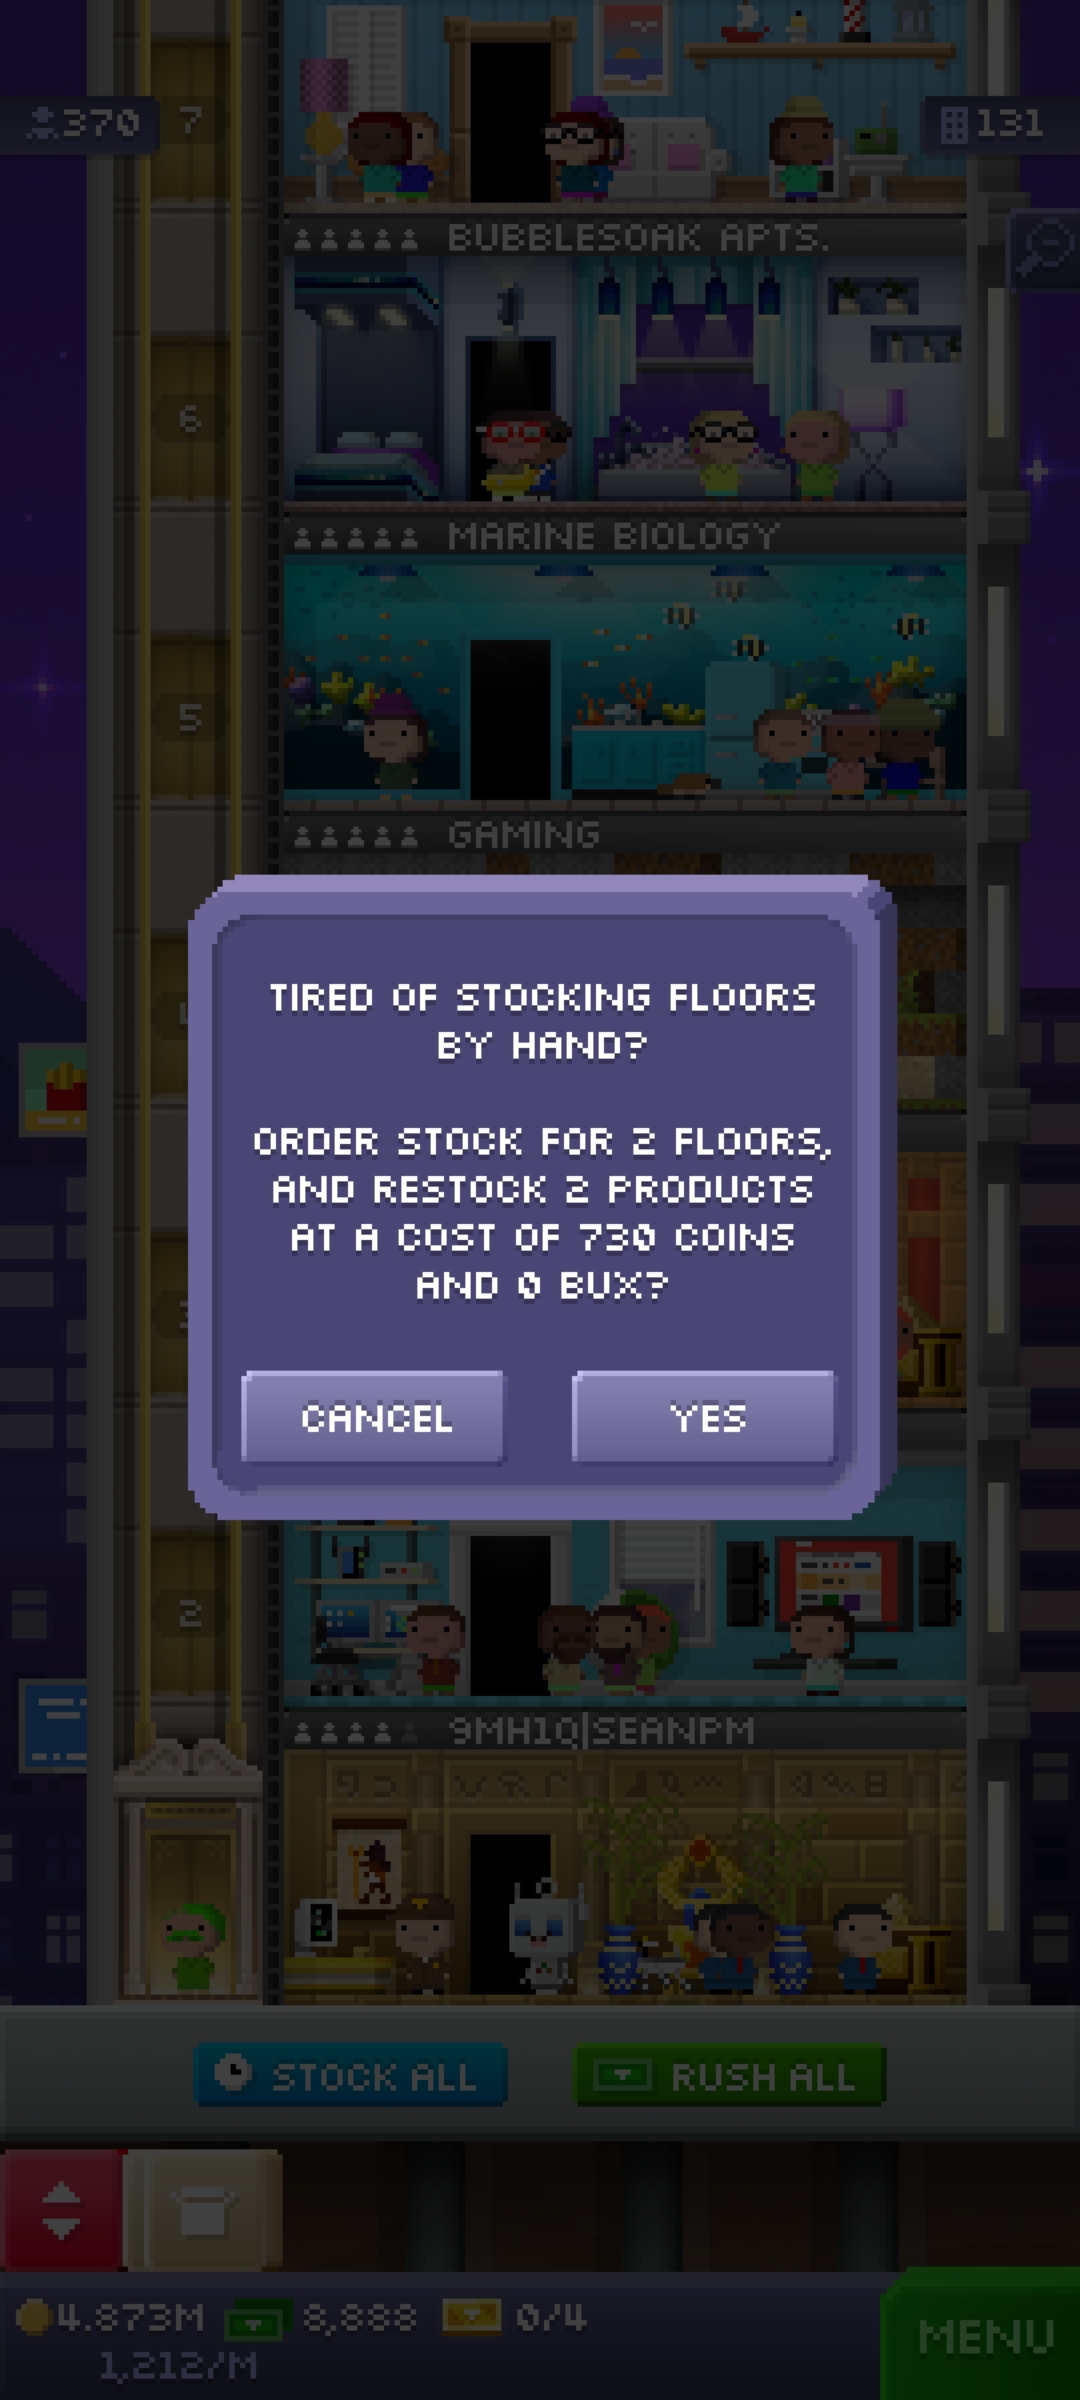 370
7
131
BUBBLESOAK APTS.
6
MARINE BIOLOGY
5
GAMING
TIRED OF STOCKING FLOORS
BY HAND?
ORDER STOCK FOR 2 FLOORS,
AND RESTOCK 2 PRODUCTS
AT A COST OF 730 COINS
AND 0 BUX?
CANCEL
YES
2
9MH1Q|SEANPM
STOCK ALL
RUSH ALL
4.873M
8,888
0/4
1,212/M
MENU